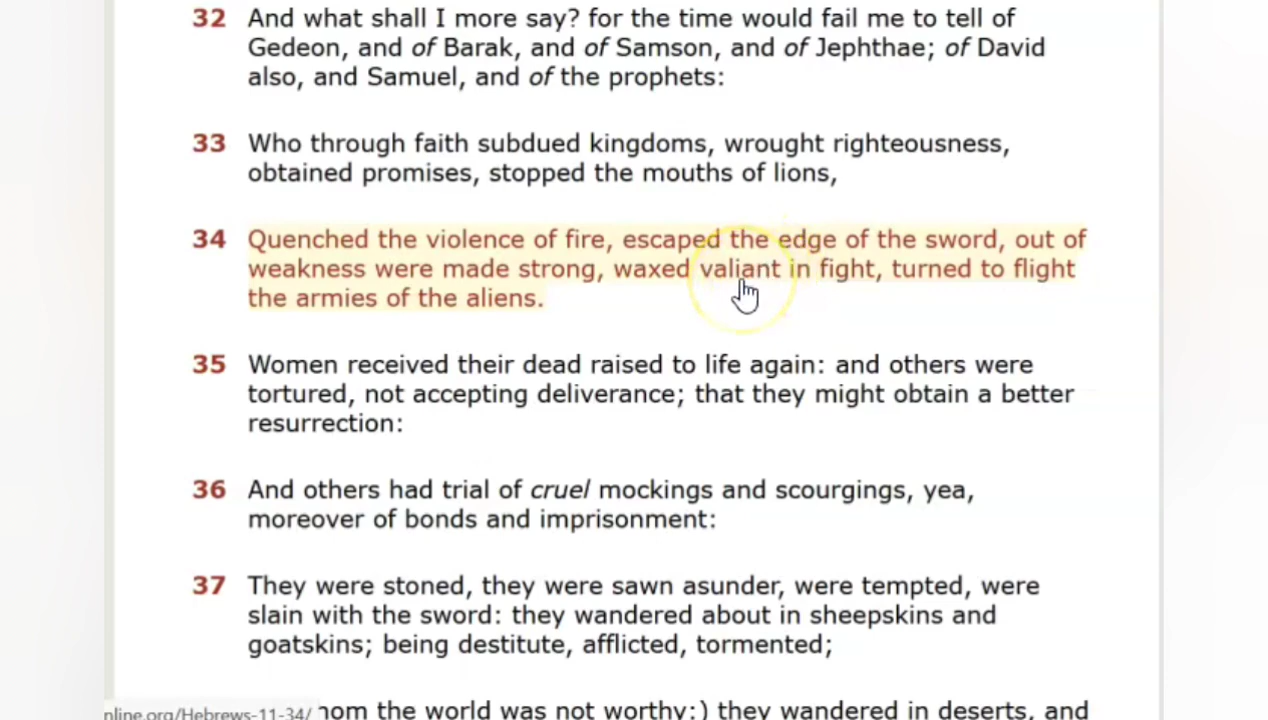 32 And what shall I more say? for the time would fail me to tell of
Gedeon, and of Barak, and of Samson, and of Jephthae; of David
also, and Samuel, and of the prophets:
33 Who through faith subdued kingdoms, wrought righteousness,
obtained promises, stopped the mouths of lions,
34 Quenched the violence of fire, escaped the edge of the sword, out of
weakness were made strong, waxed valiant in fight, turned to flight
the armies of the aliens.
35 Women received their dead raised to life again: and others were
tortured, not accepting deliverance; that they might obtain a better
resurrection:
36 And others had trial of cruel mockings and scourgings, yea,
moreover of bonds and imprisonment:
37 They were stoned, they were sawn asunder, were tempted, were
slain with the sword: they wandered about in sheepskins and
goatskins; being destitute, afflicted, tormented;
hom the world was not worthy:) they wandered in deserts, and
nline.org/Hebrews-11-34/